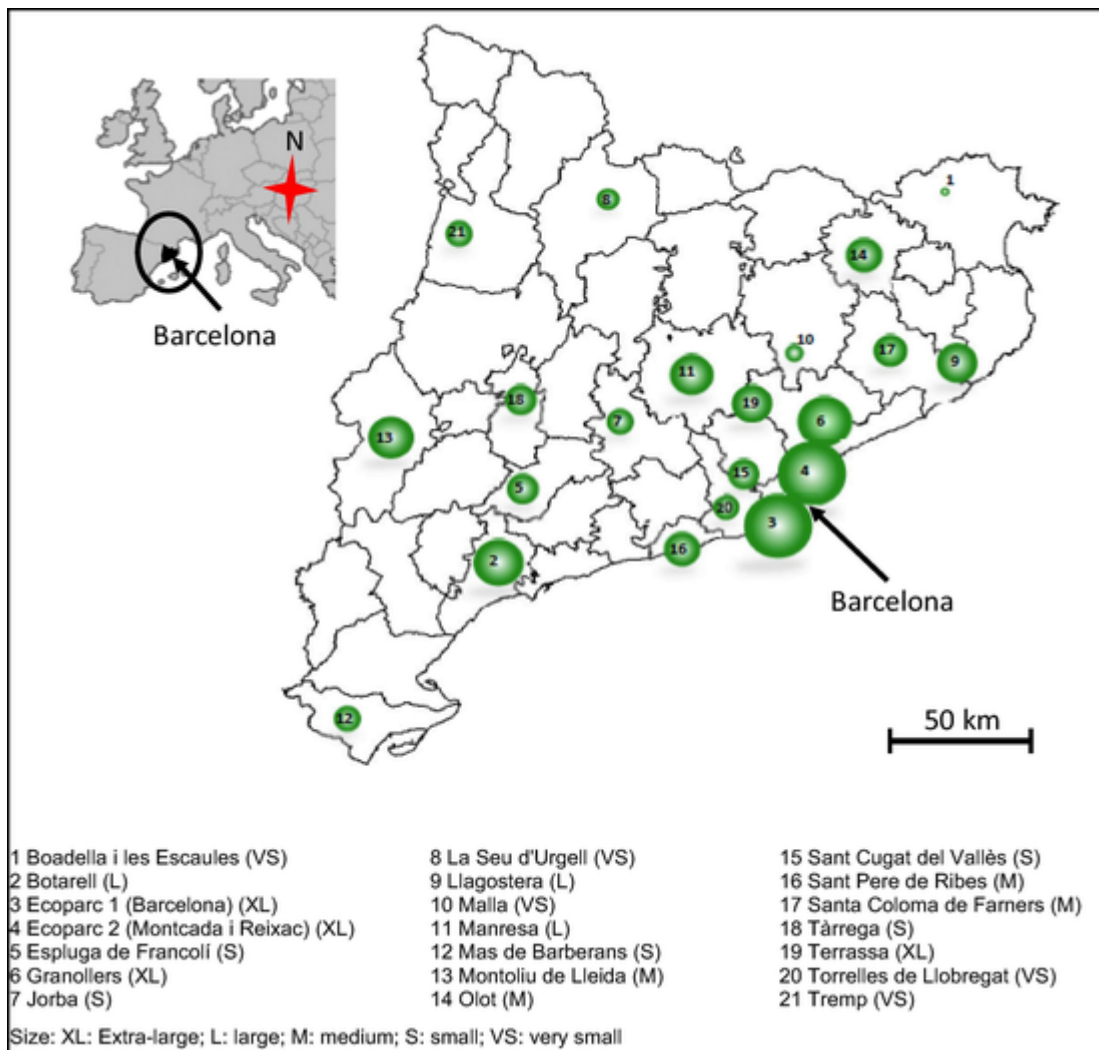 N
Barcelona
1
8
21
14
10
17
9
11
18
19
6
7
13
15
4
5
20
3
16
2
Barcelona
12
50 km
1 Boadella i les Escaules (VS)
2 Botarell (L)
3 Ecoparc 1 (Barcelona) (XL)
4 Ecoparc 2 (Montcada i Reixac) (XL)
5 Espluga de Francolí (S)
6 Granollers (XL)
7 Jorba (S)
8 La Seu d'Urgell (VS)
9 Llagostera (L)
10 Malla (VS)
11 Manresa (L)
12 Mas de Barberans (S)
13 Montoliu de Lleida (M)
14 Olot (M)
15 Sant Cugat del Vallès (S)
16 Sant Pere de Ribes (M)
17 Santa Coloma de Farners (M)
18 Tàrrega (S)
19 Terrassa (XL)
20 Torrelles de Llobregat (VS)
21 Tremp (VS)
Size: XL: Extra-large; L: large; M: medium; S: small; VS: very small